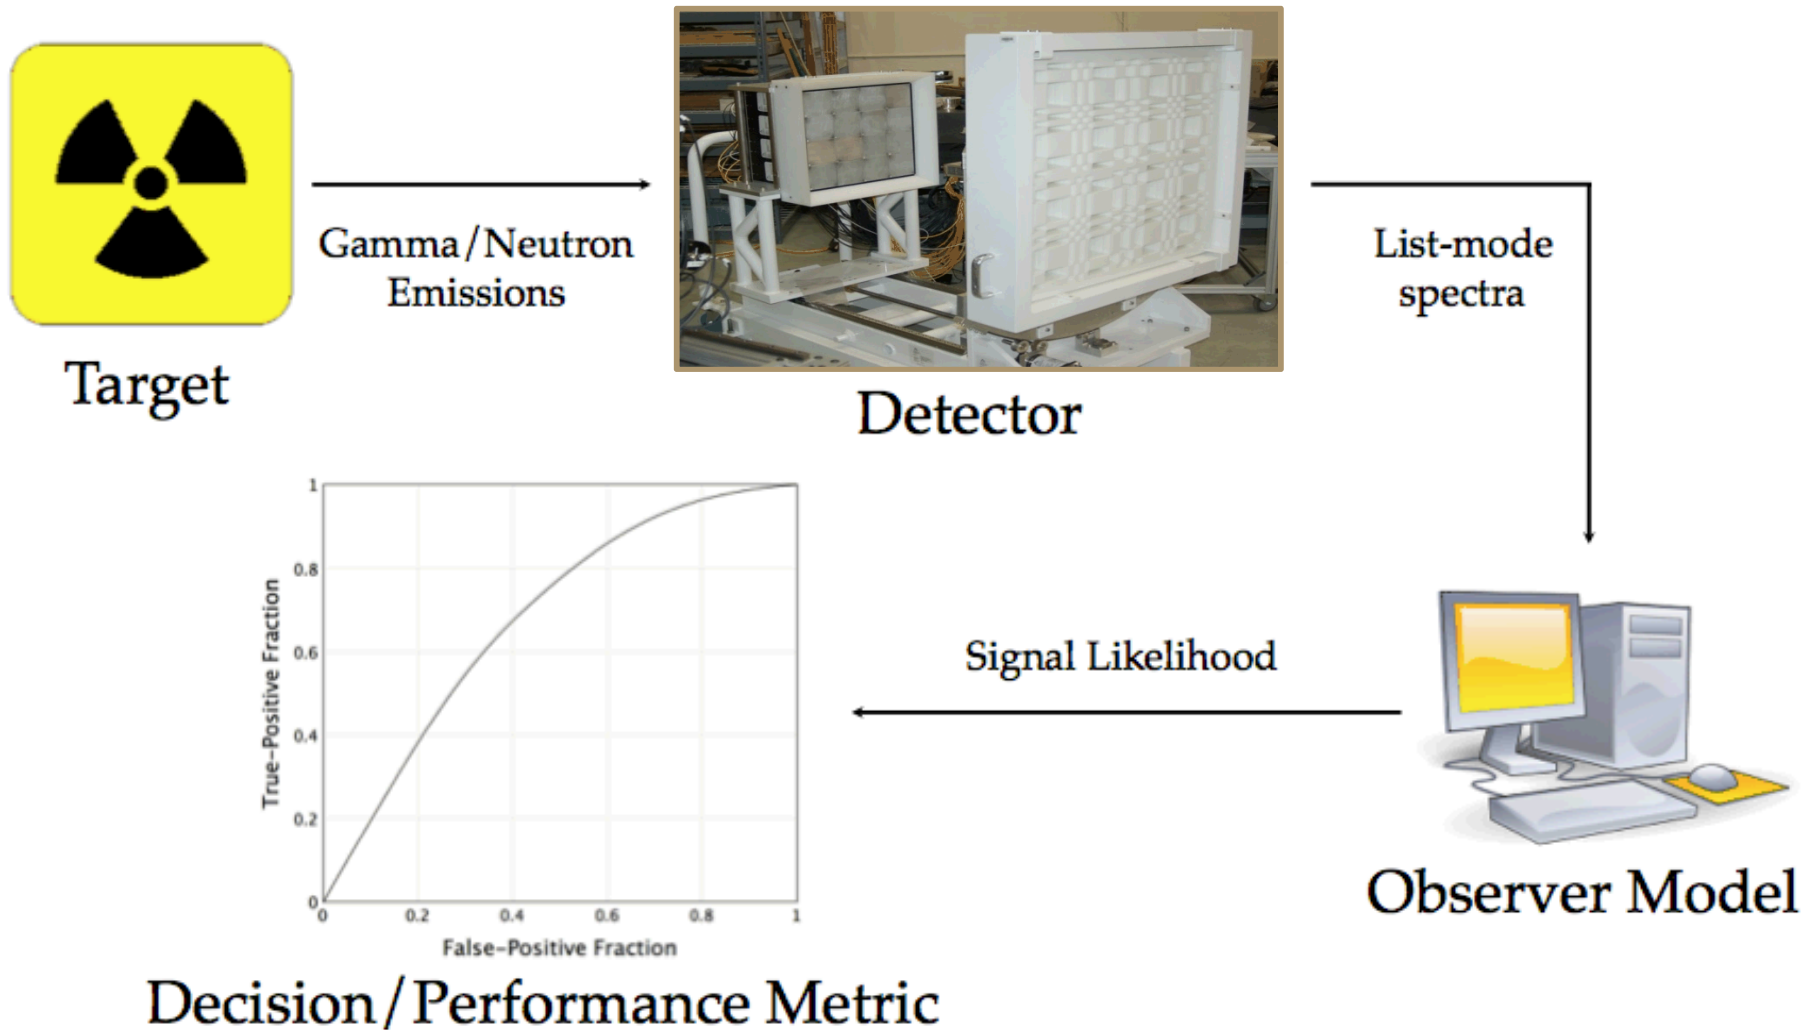 Gamma/Neutron
Emissions
Target
Detector
List-mode
spectra
Signal Likelihood
Observer Model
1
0.8
0.6
0.4
0.2
0
True-Positive Fraction
0
0.2
0.4
0.6
0.8
1
False-Positive Fraction
Decision/Performance Metric